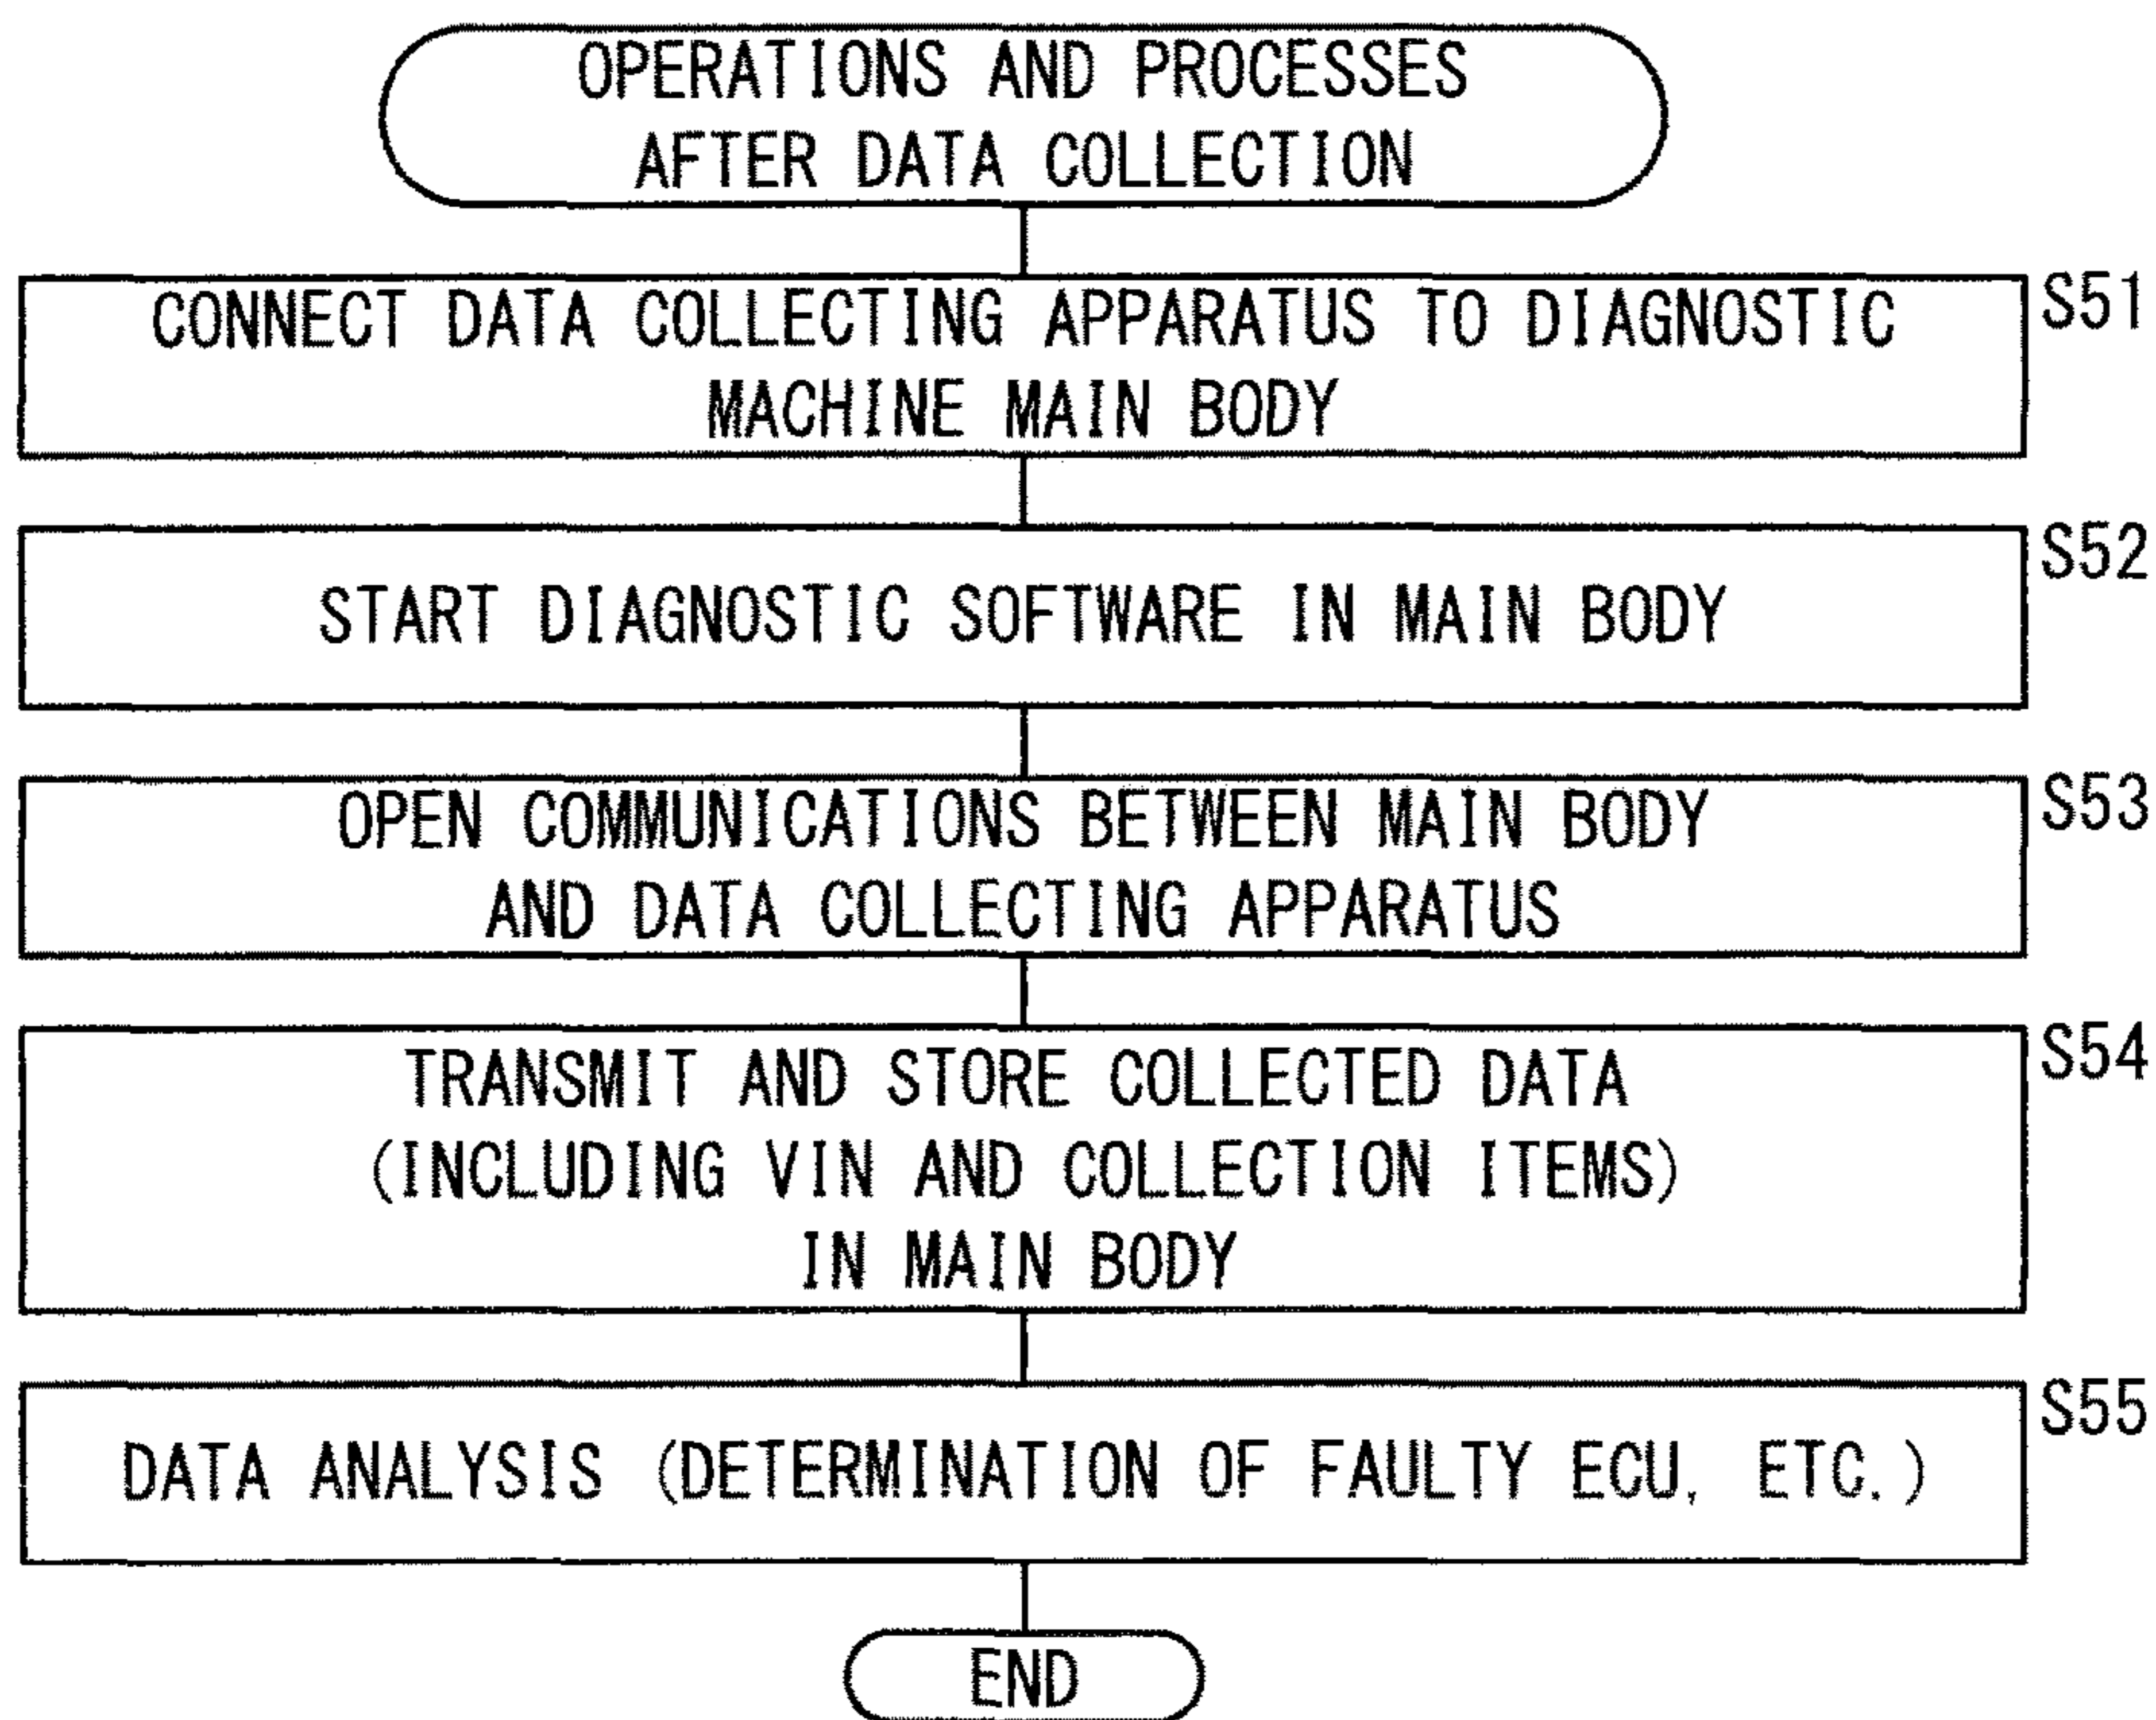 OPERATIONS AND PROCESSES
AFTER DATA COLLECTION
CONNECT DATA COLLECTING APPARATUS TO DIAGNOSTIC
MACHINE MAIN BODY
S51
START DIAGNOSTIC SOFTWARE IN MAIN BODY
S52
OPEN COMMUNICATIONS BETWEEN MAIN BODY
AND DATA COLLECTING APPARATUS
S53
TRANSMIT AND STORE COLLECTED DATA
(INCLUDING VIN AND COLLECTION ITEMS)
IN MAIN BODY
S54
DATA ANALYSIS (DETERMINATION OF FAULTY ECU, ETC.)
S55
END